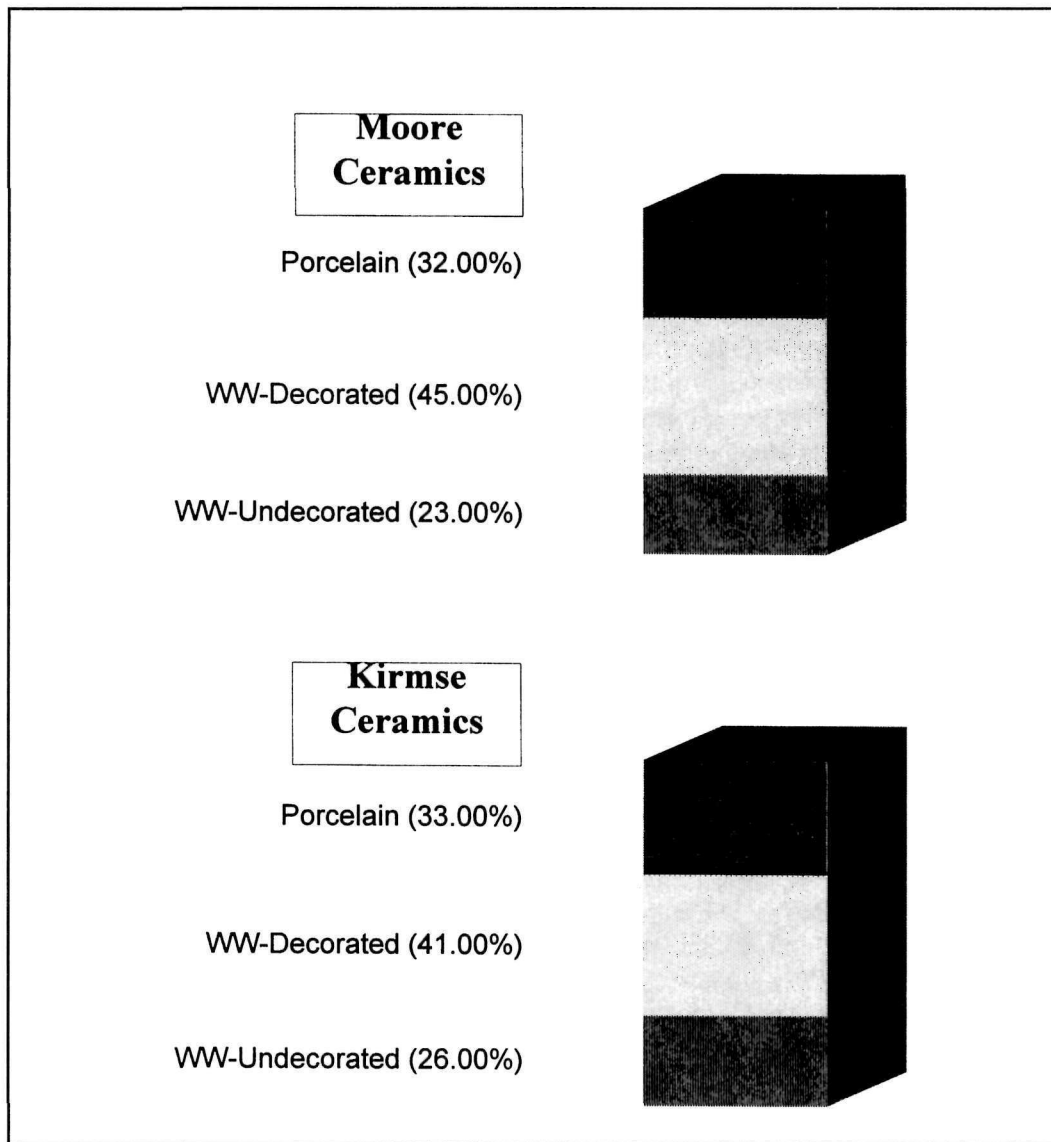 Moore
Ceramics
Porcelain (32.00%)
WW-Decorated (45.00%)
WW-Undecorated (23.00%)
Kirmse
Ceramics
Porcelain (33.00%)
WW-Decorated (41.00%)
WW-Undecorated (26.00%)